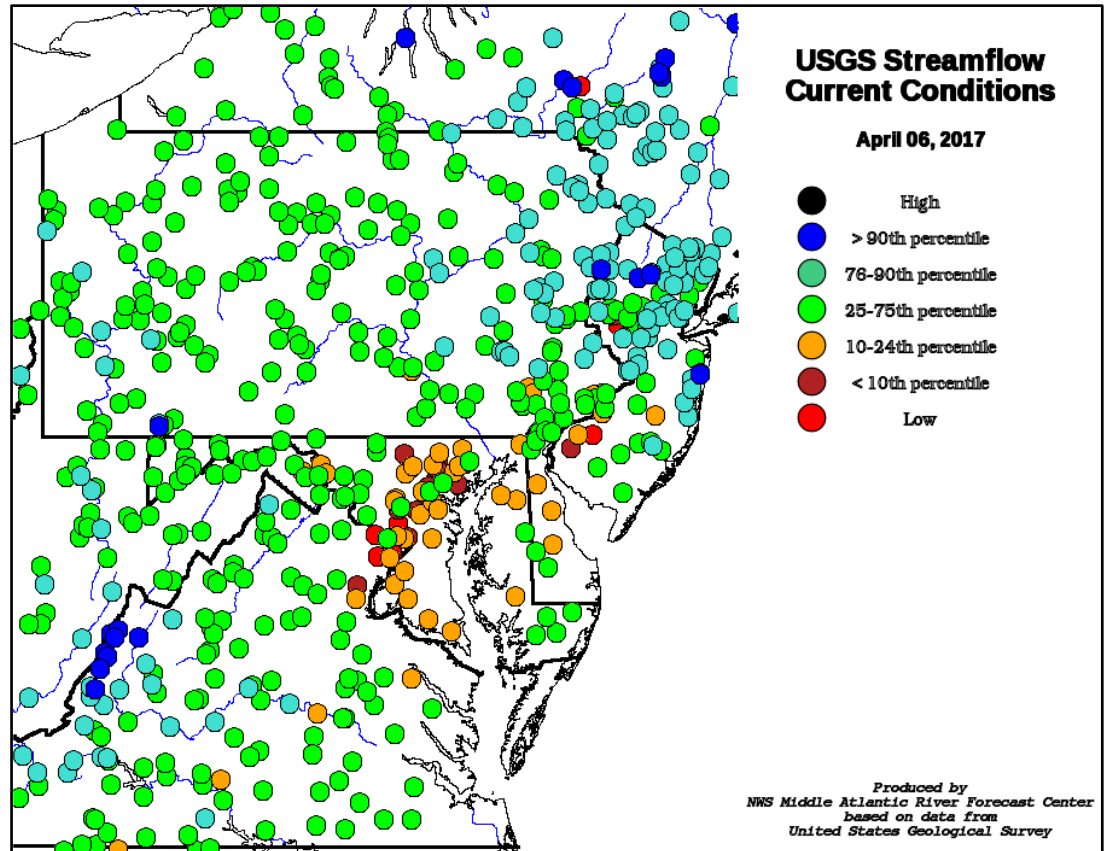 USGS Streamflow
Current Conditions
April 06, 2017
High
> 90th percentile
76-90th percentile
25-75th percentile
10-24th percentile
< 10th percentile
Low
Produced by
NWS Middle Atlantic River Forecast Center
based on data from
United States Geological Survey